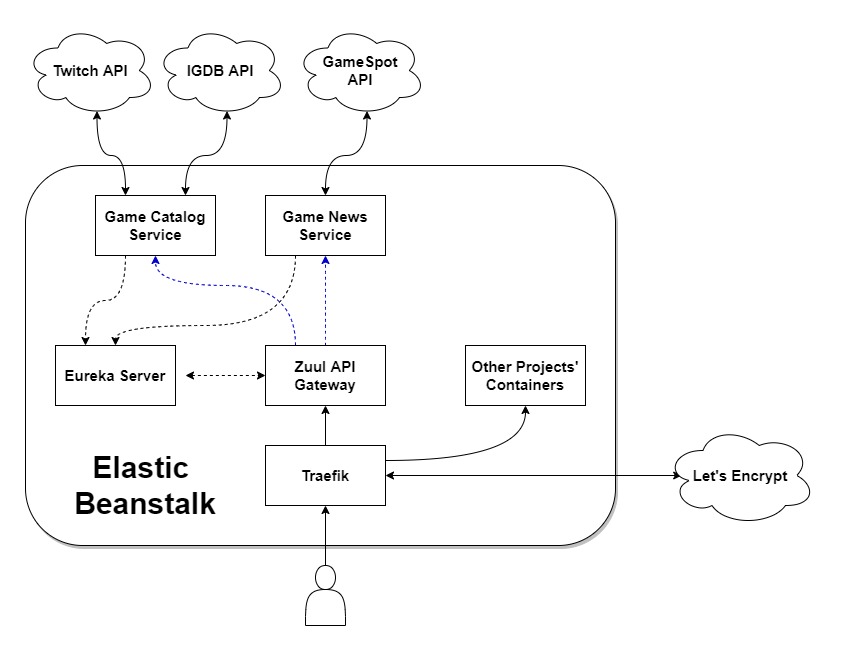 Twitch API
IGDB API
GameSpot
API
Game Catalog
Service
Game News
Service
Eureka Server
Zuul API
Gateway
Other Projects'
Containers
Elastic
Beanstalk
Traefik
Let's Encrypt